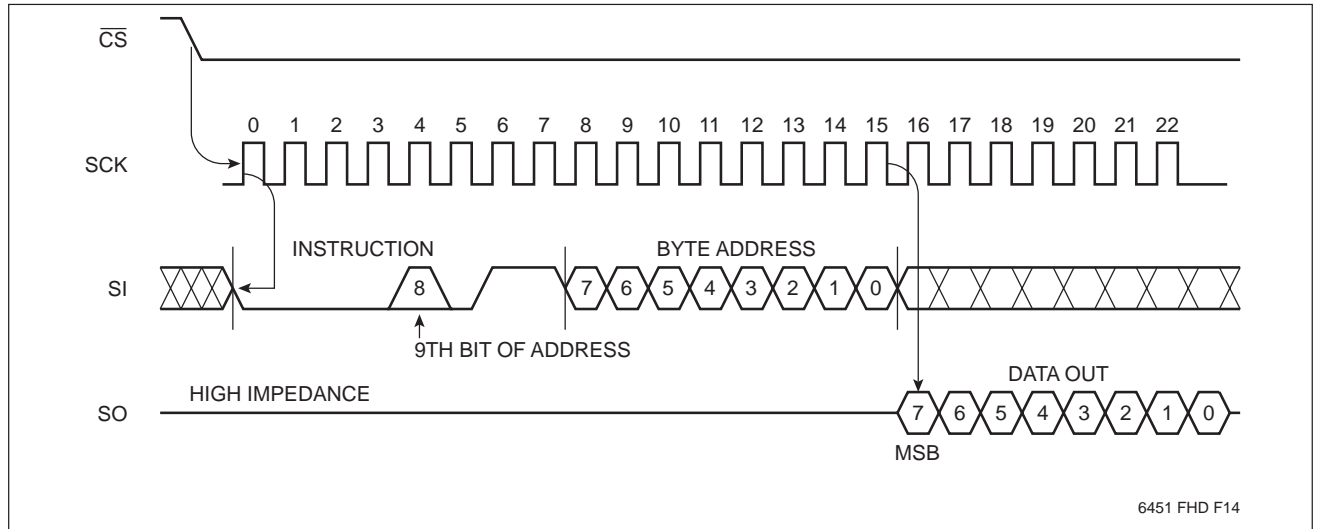 CS
0 1 2 3 4 5 6 7 8 9 10 11 12 13 14 15 16 17 18 19 20 21 22
SCK
INSTRUCTION
BYTE ADDRESS
SI
8
7 6 5 4 3 2 1 0
9TH BIT OF ADDRESS
DATA OUT
HIGH IMPEDANCE
SO
7 6 5 4 3 2 1 0
MSB
6451 FHD F14